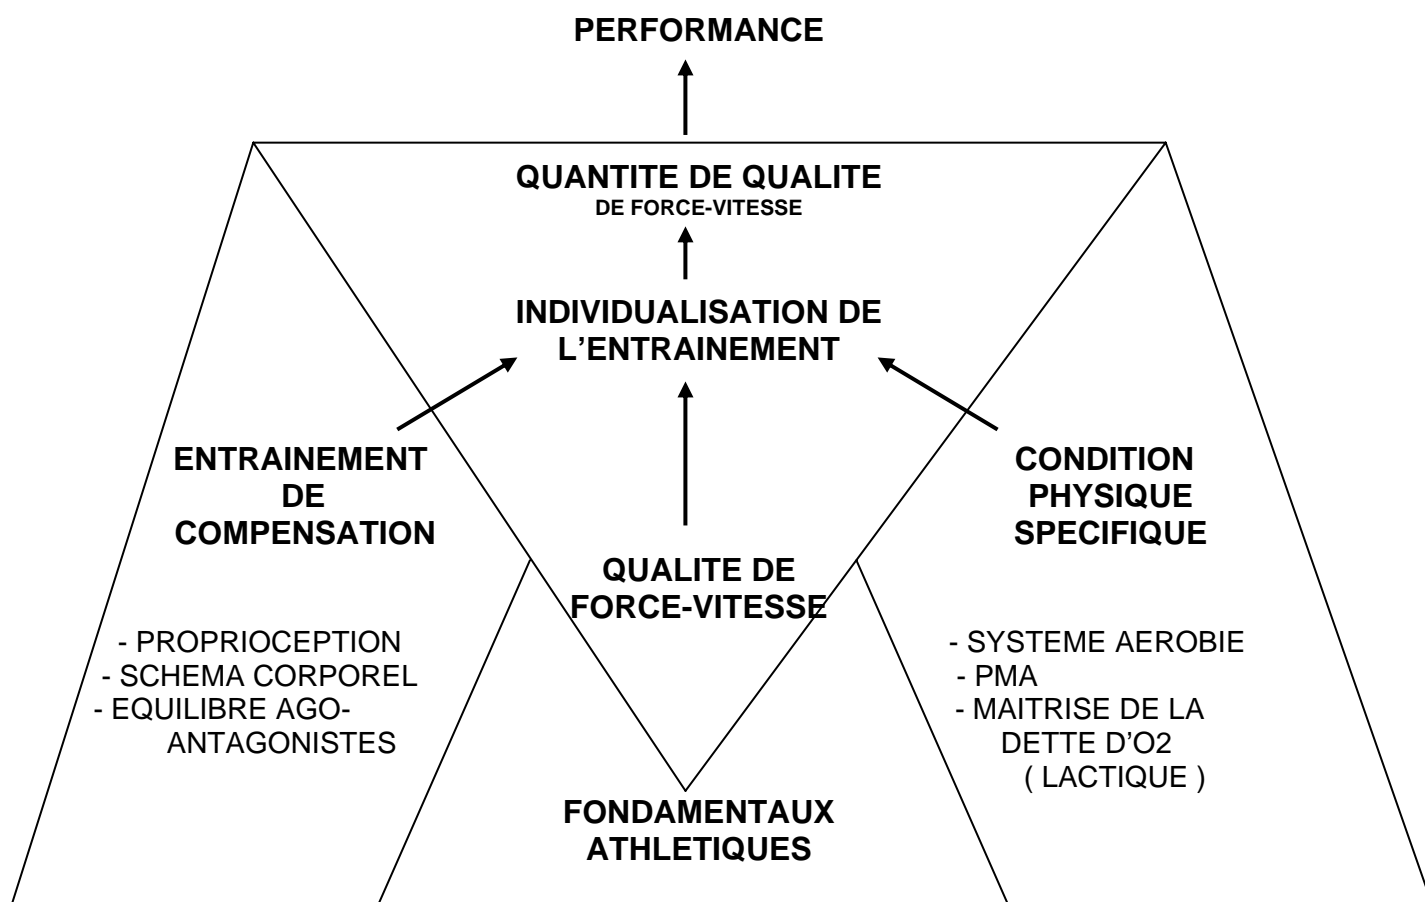 PERFORMANCE
QUANTITE DE QUALITE
DE FORCE-VITESSE
INDIVIDUALISATION DE
L’ENTRAINEMENT
ENTRAINEMENT
DE
COMPENSATION
CONDITION
PHYSIQUE
SPECIFIQUE
QUALITE DE
FORCE-VITESSE
- PROPRIOCEPTION
- SCHEMA CORPOREL
- EQUILIBRE AGO-
ANTAGONISTES
- SYSTEME AEROBIE
- PMA
- MAITRISE DE LA
DETTE D’O2
( LACTIQUE )
FONDAMENTAUX
ATHLETIQUES